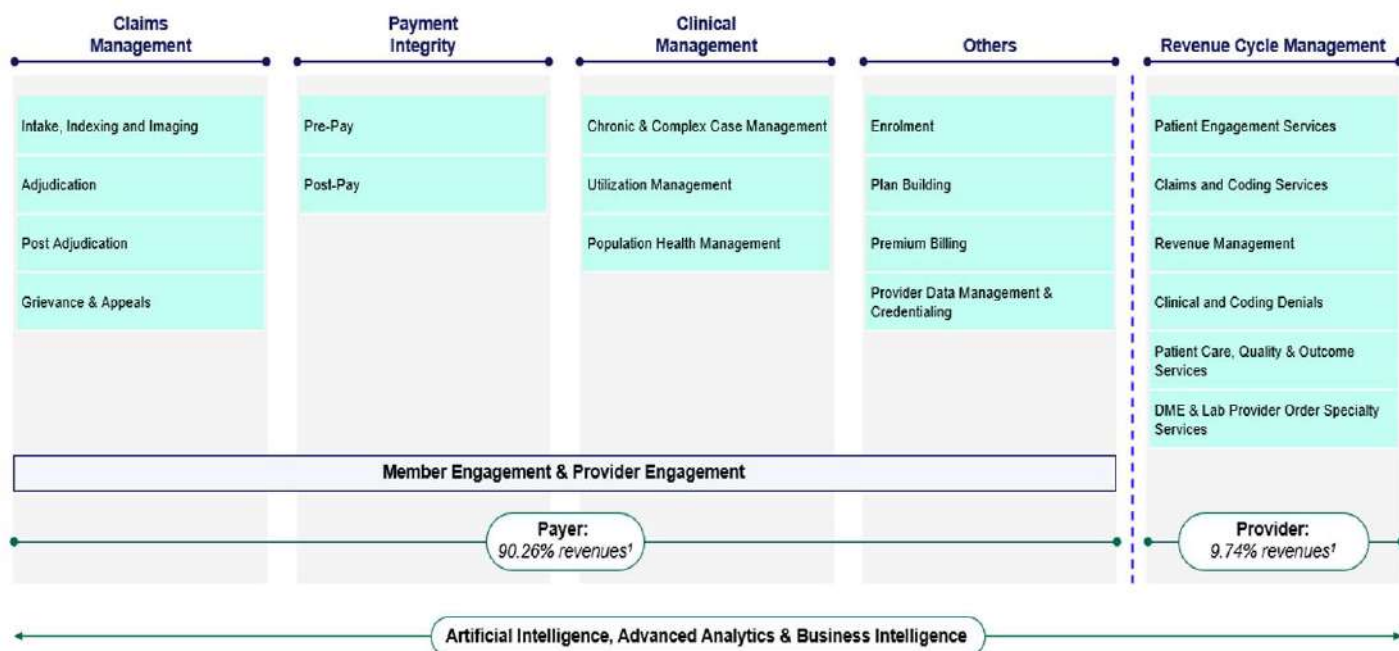 Claims
Management
Payment
Integrity
Clinical
Management
Others
Revenue Cycle Management
Intake, Indexing and Imaging
Adjudication
Post Adjudication
Grievance & Appeals
Pre-Pay
Post-Pay
Chronic & Complex Case Management
Utilization Management
Population Health Management
Enrolment
Plan Building
Premium Billing
Provider Data Management &
Credentialing
Patient Engagement Services
Claims and Coding Services
Revenue Management
Clinical and Coding Denials
Patient Care, Quality & Outcome
Services
DME & Lab Provider Order Specialty
Services
Member Engagement & Provider Engagement
Payer:
90.26% revenues¹
Provider:
9.74% revenues¹
Artificial Intelligence, Advanced Analytics & Business Intelligence